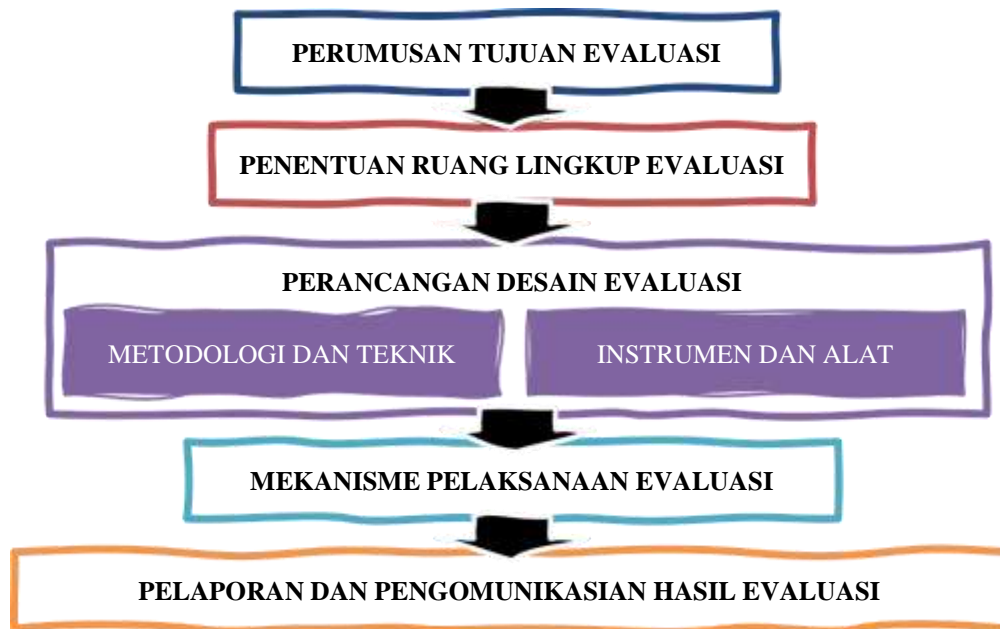 PERUMUSAN TUJUAN EVALUASI
PENENTUAN RUANG LINGKUP EVALUASI
PERANCANGAN DESAIN EVALUASI
METODOLOGI DAN TEKNIK
INSTRUMEN DAN ALAT
MEKANISME PELAKSANAAN EVALUASI
PELAPORAN DAN PENGOMUNIKASIAN HASIL EVALUASI